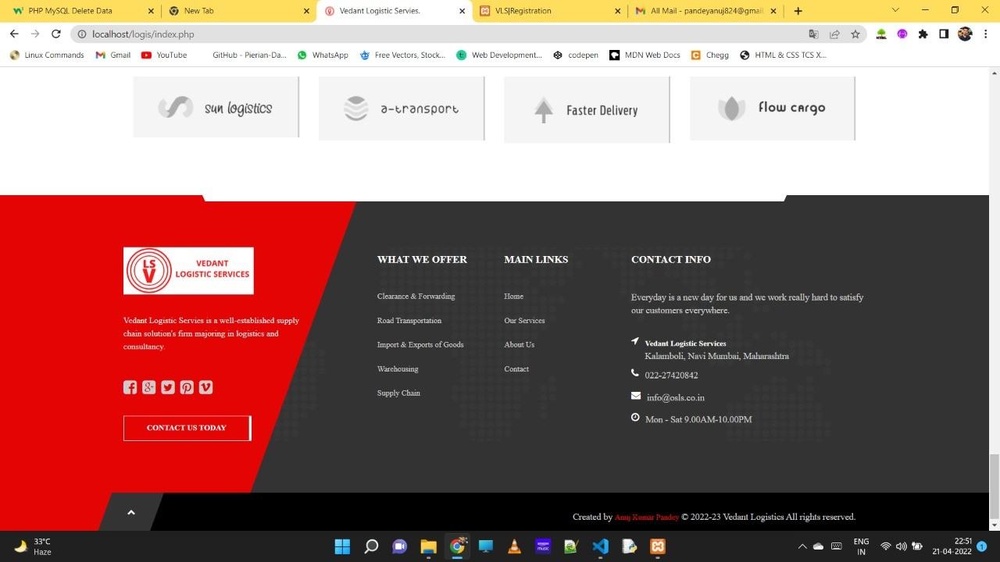 PHP MySQL Delete Data
New Tab
Vedant Logistic Servies.
VLS|Registration
All Mail - pandeyanuj824@gmail
localhost/logis/index.php
Linux Commands
Gmail
YouTube
GitHub - Pierian-Da...
WhatsApp
Free Vectors, Stock...
Web Development...
codepen
MDN Web Docs
Chegg
HTML & CSS TCS X...
sun logistics
a-transport
Faster Delivery
flow cargo
LS
V
VEDANT
LOGISTIC SERVICES
Vedant Logistic Servies is a well-established supply
chain solution's firm majoring in logistics and
consultancy.
CONTACT US TODAY
WHAT WE OFFER
Clearance & Forwarding
Road Transportation
Import & Exports of Goods
Warehousing
Supply Chain
MAIN LINKS
Home
Our Services
About Us
Contact
CONTACT INFO
Everyday is a new day for us and we work really hard to satisfy
our customers everywhere.
Vedant Logistic Services
Kalamboli, Navi Mumbai, Maharashtra
022-27420842
info@osls.co.in
Mon - Sat 9.00AM-10.00PM
Created by Anuj Kumar Pandey © 2022-23 Vedant Logistics All rights reserved.
33°C
Haze
ENG
IN
22:51
21-04-2022
1